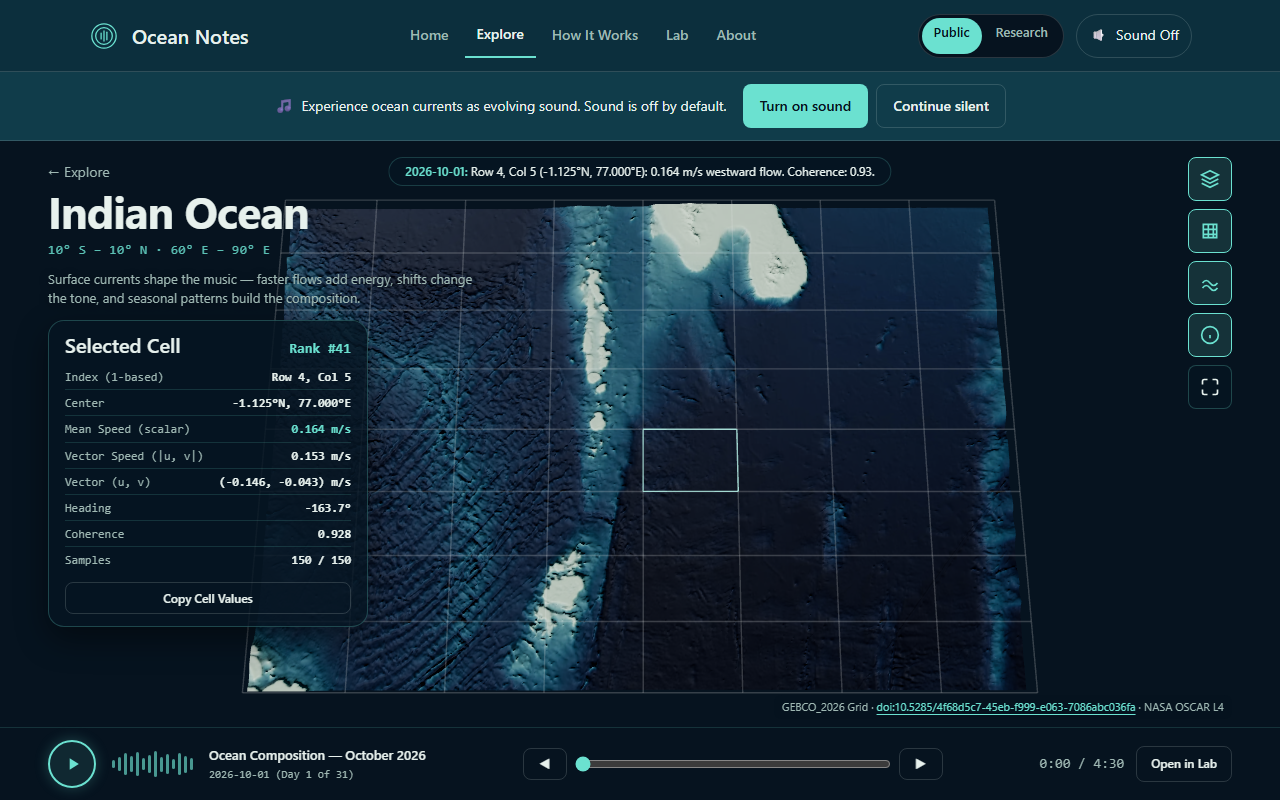 Ocean Notes
Home
Explore
How It Works
Lab
About
Public
Research
Sound Off
Experience ocean currents as evolving sound. Sound is off by default.
Turn on sound
Continue silent
← Explore
2026-10-01: Row 4, Col 5 (-1.125°N, 77.000°E): 0.164 m/s westward flow. Coherence: 0.93.
Indian Ocean
10° S – 10° N · 60° E – 90° E
Surface currents shape the music — faster flows add energy, shifts change
the tone, and seasonal patterns build the composition.
Selected Cell Rank #41
Index (1-based) Row 4, Col 5
Center -1.125°N, 77.000°E
Mean Speed (scalar) 0.164 m/s
Vector Speed (|u, v|) 0.153 m/s
Vector (u, v) (-0.146, -0.043) m/s
Heading -163.7°
Coherence 0.928
Samples 150 / 150
Copy Cell Values
GEBCO_2026 Grid · doi:10.5285/4f68d5c7-45eb-f999-e063-7086abc036fa · NASA OSCAR L4
Ocean Composition — October 2026
2026-10-01 (Day 1 of 31)
0:00 / 4:30
Open in Lab